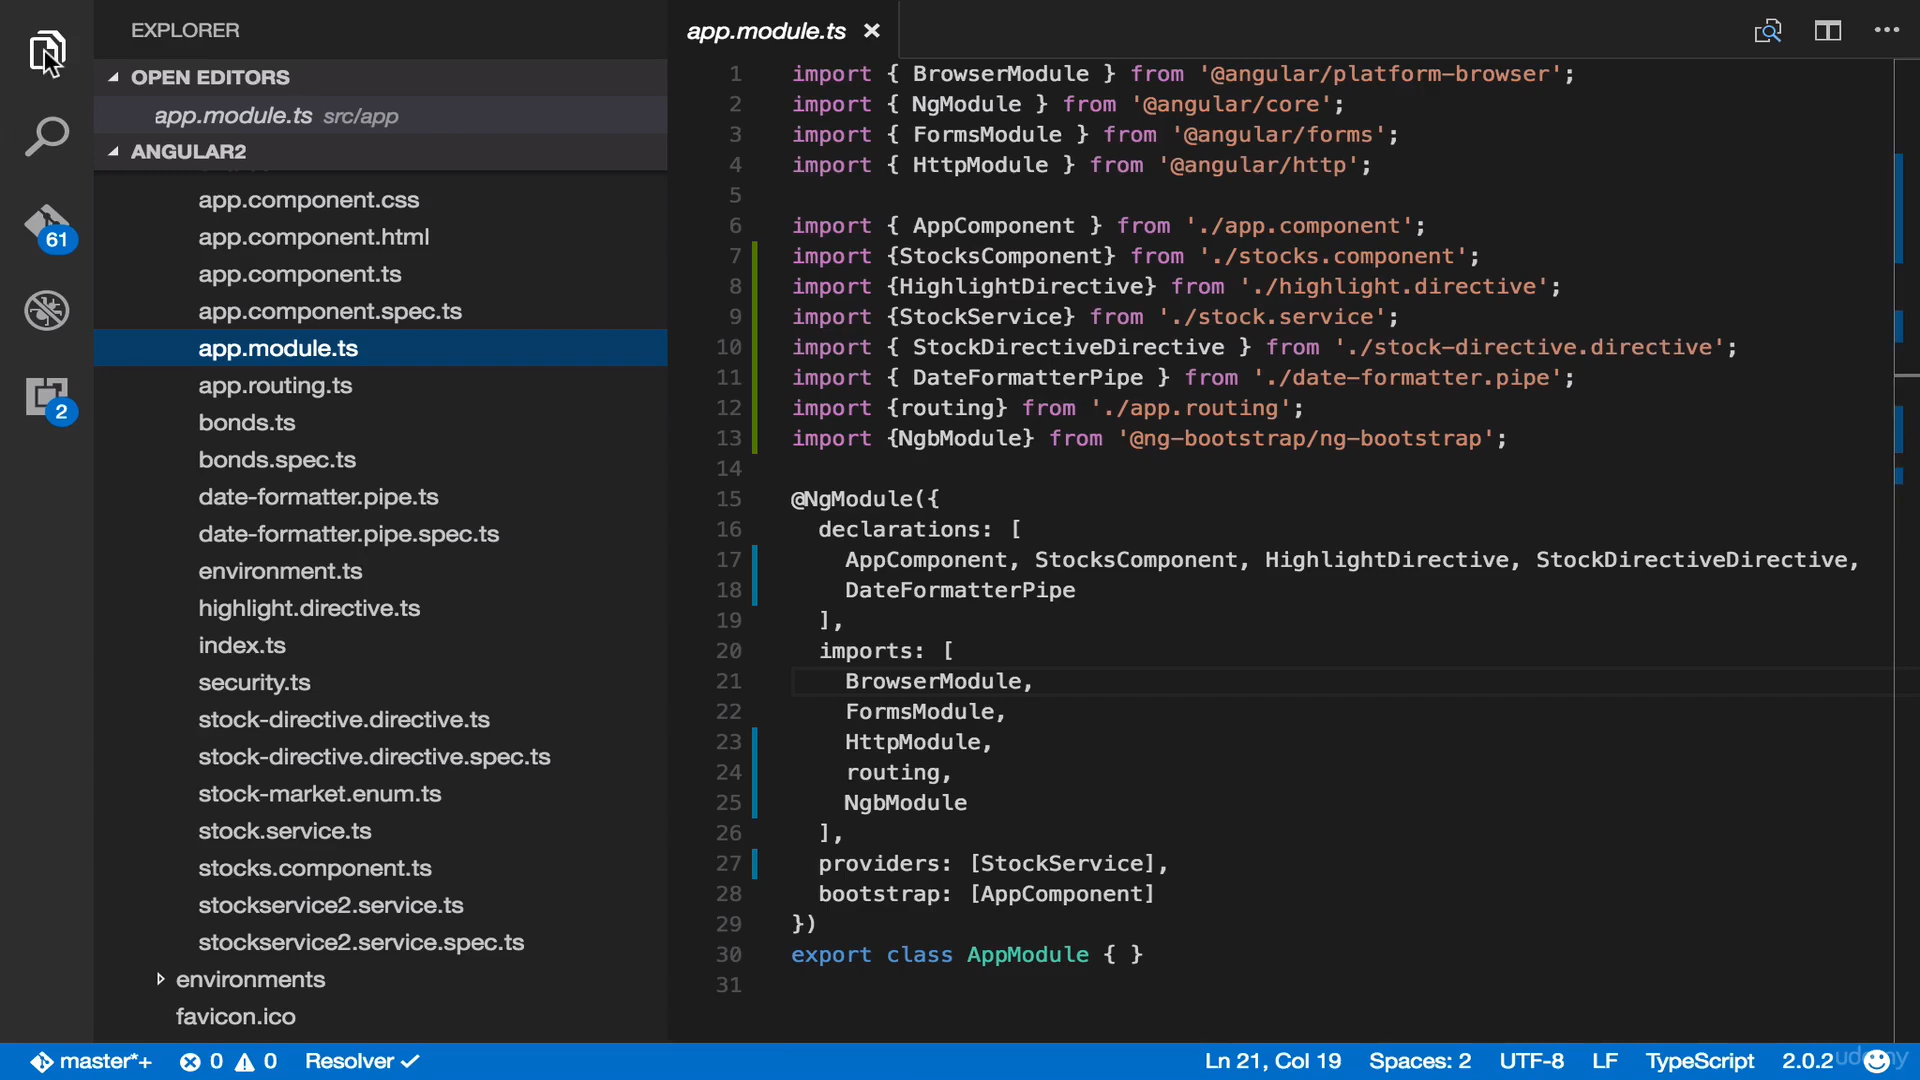 EXPLORER
OPEN EDITORS
app.module.ts src/app
ANGULAR2
app.component.css
app.component.html
app.component.ts
app.component.spec.ts
app.module.ts
app.routing.ts
bonds.ts
bonds.spec.ts
date-formatter.pipe.ts
date-formatter.pipe.spec.ts
environment.ts
highlight.directive.ts
index.ts
security.ts
stock-directive.directive.ts
stock-directive.directive.spec.ts
stock-market.enum.ts
stock.service.ts
stocks.component.ts
stockservice2.service.ts
stockservice2.service.spec.ts
environments
favicon.ico
61
2
app.module.ts ×
1 import { BrowserModule } from '@angular/platform-browser';
2 import { NgModule } from '@angular/core';
3 import { FormsModule } from '@angular/forms';
4 import { HttpModule } from '@angular/http';
5
6 import { AppComponent } from './app.component';
7 import {StocksComponent} from './stocks.component';
8 import {HighlightDirective} from './highlight.directive';
9 import {StockService} from './stock.service';
10 import { StockDirectiveDirective } from './stock-directive.directive';
11 import { DateFormatterPipe } from './date-formatter.pipe';
12 import {routing} from './app.routing';
13 import {NgbModule} from '@ng-bootstrap/ng-bootstrap';
14
15 @NgModule({
16 declarations: [
17 AppComponent, StocksComponent, HighlightDirective, StockDirectiveDirective,
18 DateFormatterPipe
19 ],
20 imports: [
21 BrowserModule,
22 FormsModule,
23 HttpModule,
24 routing,
25 NgbModule
26 ],
27 providers: [StockService],
28 bootstrap: [AppComponent]
29 })
30 export class AppModule { }
31
master*+ 0 0 Resolver ✓ Ln 21, Col 19 Spaces: 2 UTF-8 LF TypeScript 2.0.2
udemy